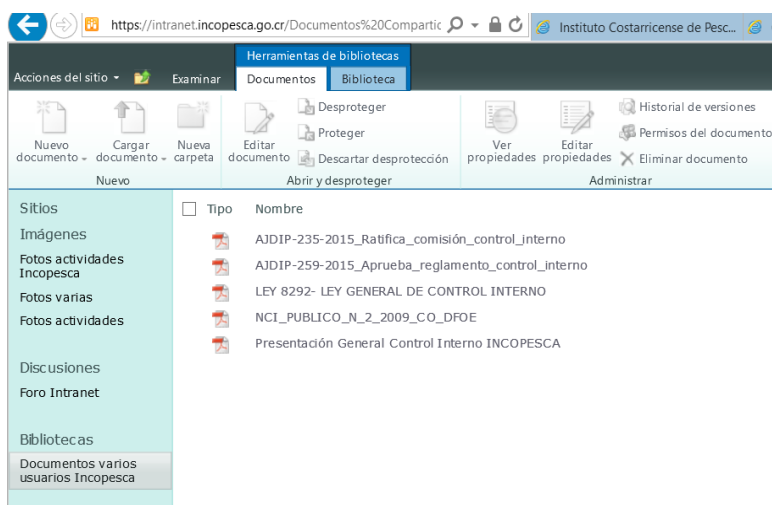 https://intranet.incopesca.go.cr/Documentos%20Compartic
Instituto Costarricense de Pesc...
Herramientas de bibliotecas
Acciones del sitio
Examinar
Documentos
Biblioteca
Nuevo documento
Cargar documento
Nueva carpeta
Nuevo
Editar documento
Desproteger
Proteger
Descartar desprotección
Abrir y desproteger
Ver propiedades
Editar propiedades
Historial de versiones
Permisos del documento
Eliminar documento
Administrar
Sitios
Imágenes
Fotos actividades
Incopesca
Fotos varias
Fotos actividades
Discusiones
Foro Intranet
Bibliotecas
Documentos varios
usuarios Incopesca
Tipo Nombre
AJDIP-235-2015_Ratifica_comisión_control_interno
AJDIP-259-2015_Aprueba_reglamento_control_interno
LEY 8292- LEY GENERAL DE CONTROL INTERNO
NCI_PUBLICO_N_2_2009_CO_DFOE
Presentación General Control Interno INCOPESCA